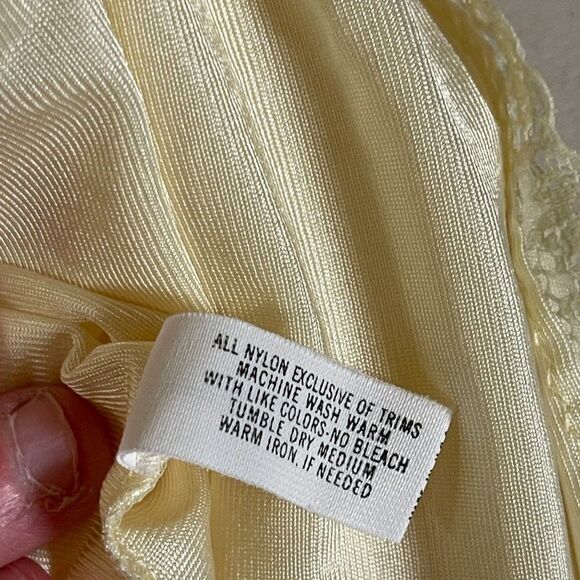 ALL NYLON EXCLUSIVE OF TRIMS
MACHINE WASH WARM
WITH LIKE COLORS-NO BLEACH
TUMBLE DRY, MEDIUM
WARM IRON, IF NEEDED